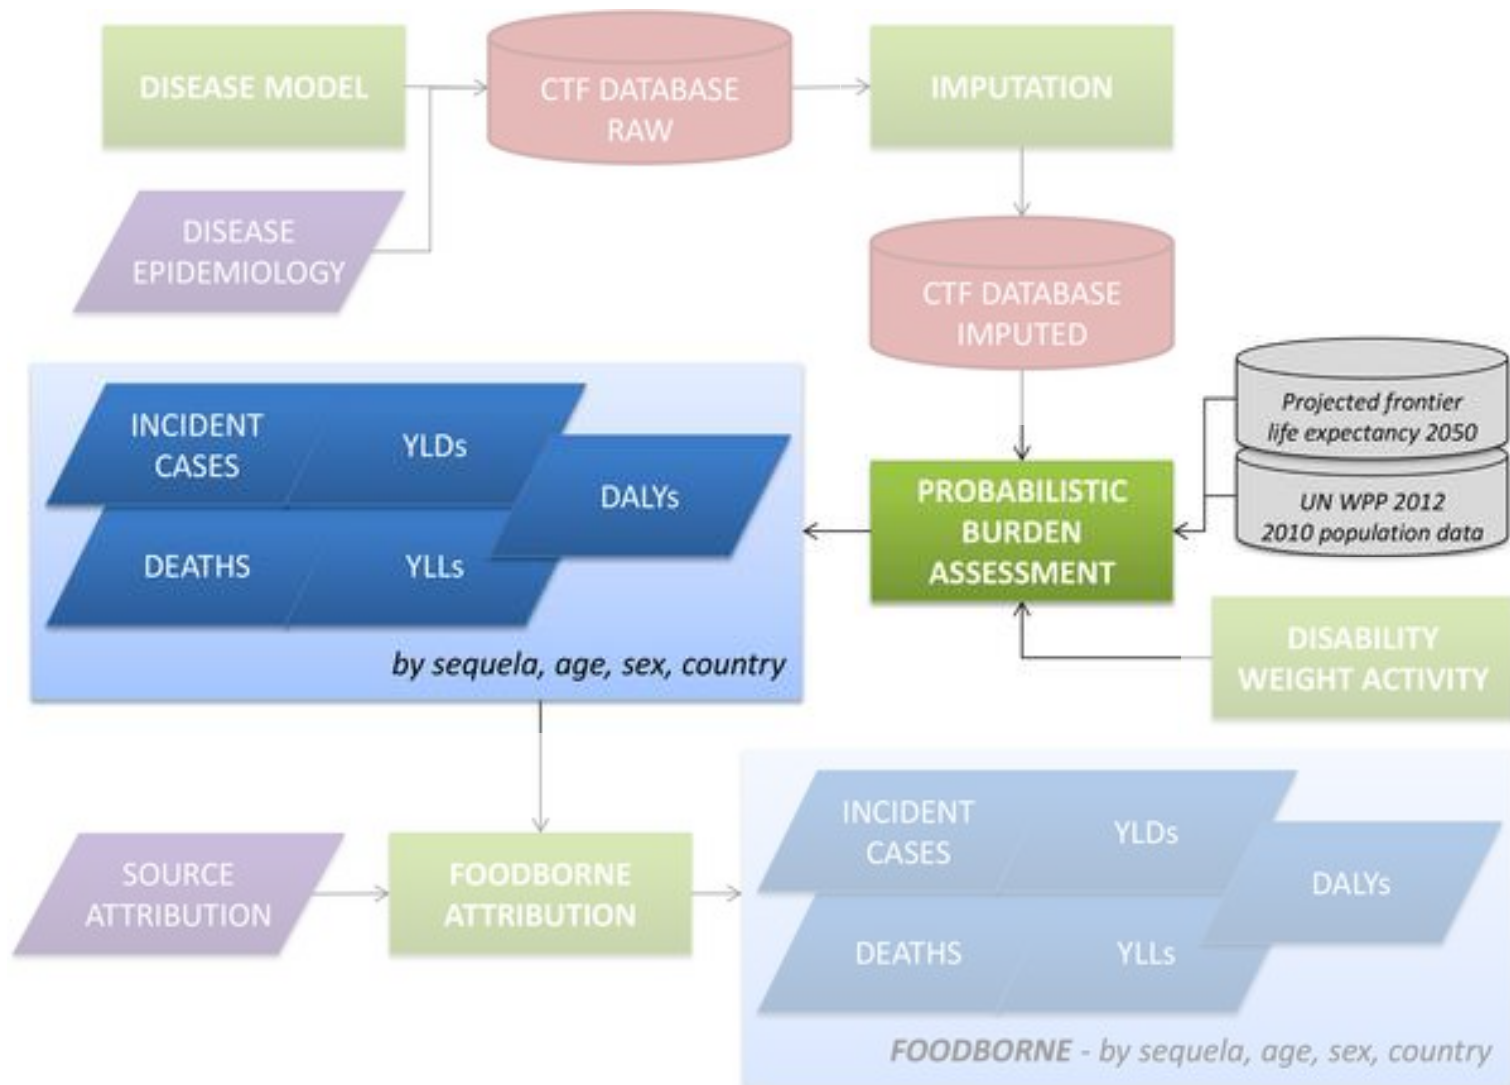 DISEASE MODEL
CTF DATABASE
RAW
IMPUTATION
DISEASE
EPIDEMIOLOGY
CTF DATABASE
IMPUTED
Projected frontier
life expectancy 2050
UN WPP 2012
2010 population data
INCIDENT
CASES
YLDs
DALYs
DEATHS
YLLs
by sequela, age, sex, country
PROBABILISTIC
BURDEN
ASSESSMENT
DISABILITY
WEIGHT ACTIVITY
SOURCE
ATTRIBUTION
FOODBORNE
ATTRIBUTION
INCIDENT
CASES
YLDs
DALYs
DEATHS
YLLs
FOODBORNE - by sequela, age, sex, country